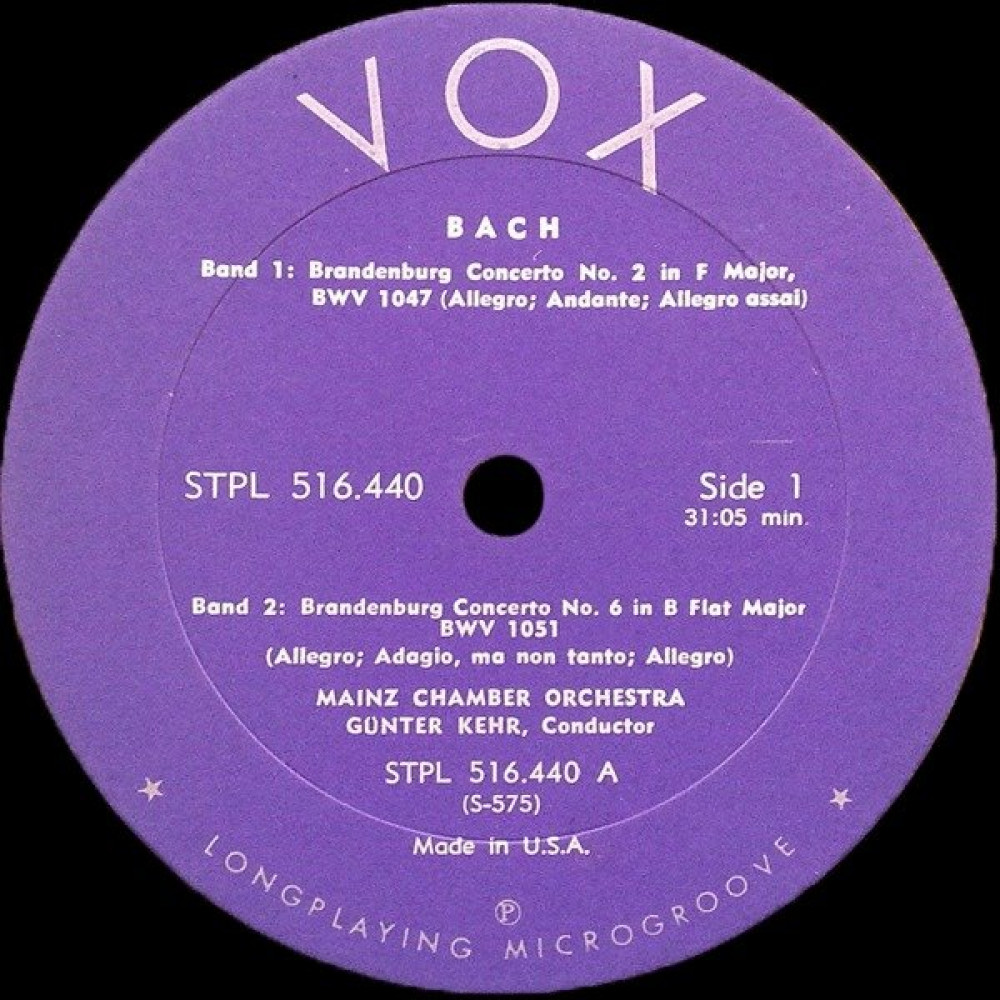 VOX
BACH
Band 1: Brandenburg Concerto No. 2 in F Major,
BWV 1047 (Allegro; Andante; Allegro assai)
STPL 516.440
Side 1
31:05 min.
Band 2: Brandenburg Concerto No. 6 in B Flat Major
BWV 1051
(Allegro; Adagio, ma non tanto; Allegro)
MAINZ CHAMBER ORCHESTRA
GÜNTER KEHR, Conductor
STPL 516.440 A
(S-575)
Made in U.S.A.
℗
LONGPLAYING MICROGROOVE